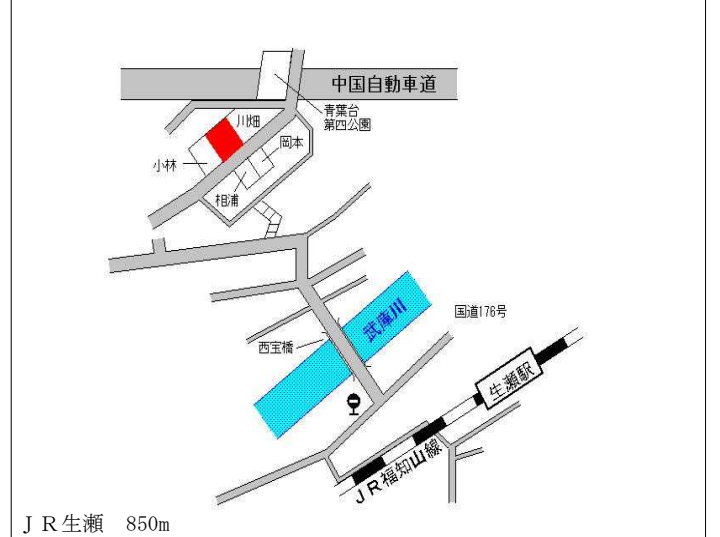 中国自動車道
青葉台
第四公園
川畑
岡本
小林
相浦
武庫川
国道176号
西宝橋
生瀬駅
JR福知山線
JR生瀬　850m